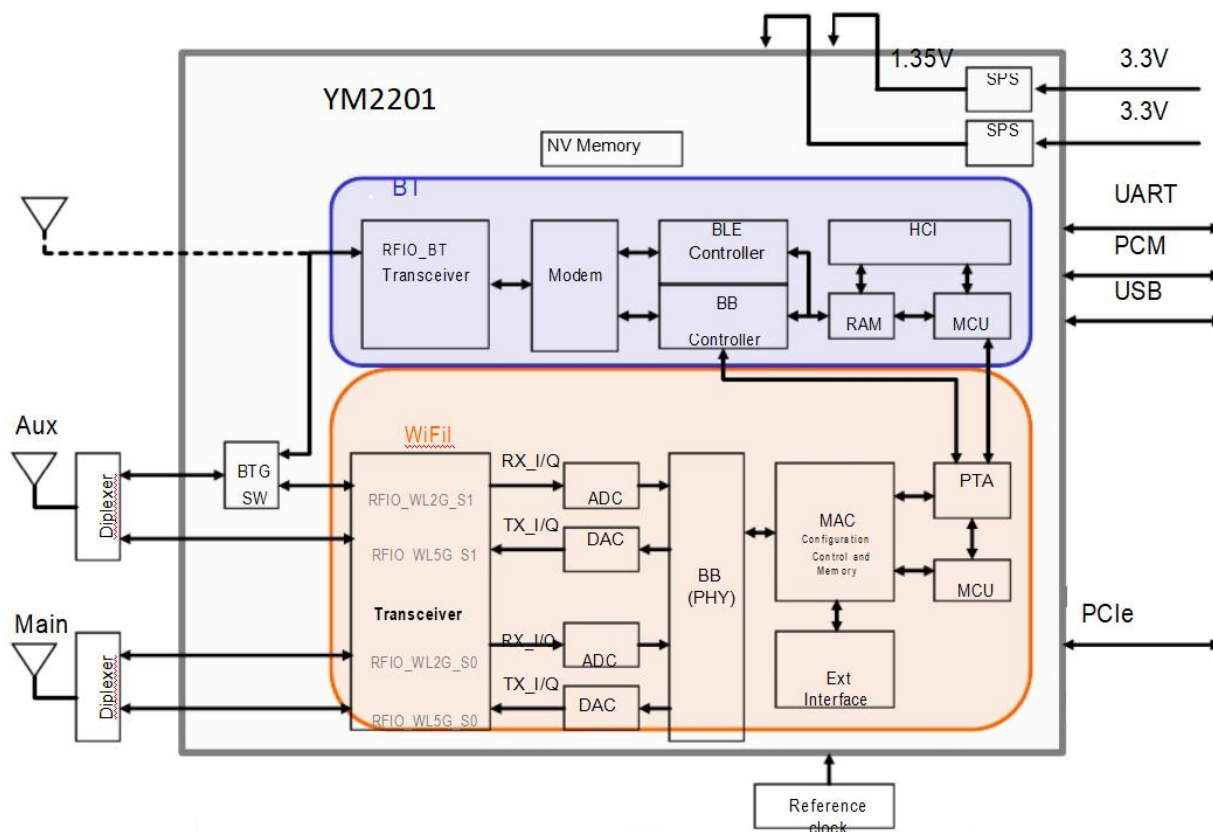 1.35V
SPS
3.3V
YM2201
3.3V
SPS
NV Memory
BT
UART
RFIO_BT
Transceiver
Modem
BLE
Controller
HCI
PCM
BB
Controller
RAM
MCU
USB
Aux
Diplexer
BTG
SW
WiFiI
RX_I/Q
ADC
RFIO_WL2G_S1
TX_I/Q
DAC
RFIO_WL5G_S1
BB
(PHY)
MAC
Configuration
Control and
Memory
PTA
MCU
Main
Diplexer
Transceiver
RX_I/Q
ADC
RFIO_WL2G_S0
TX_I/Q
DAC
RFIO_WL5G_S0
Ext
Interface
PCIe
Reference
clock